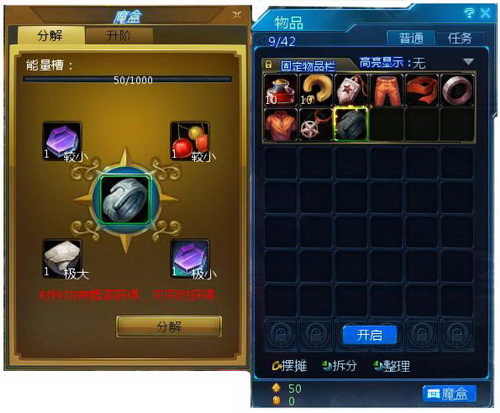 魔盒
分解 升阶
能量槽：
50/1000
1 较小
1 较小
1 极大
1 极小
分解
物品
?
9/42
普通 任务
固定物品栏 高亮显示：无
10 10
开启
摆摊 拆分 整理
50
0
魔盒